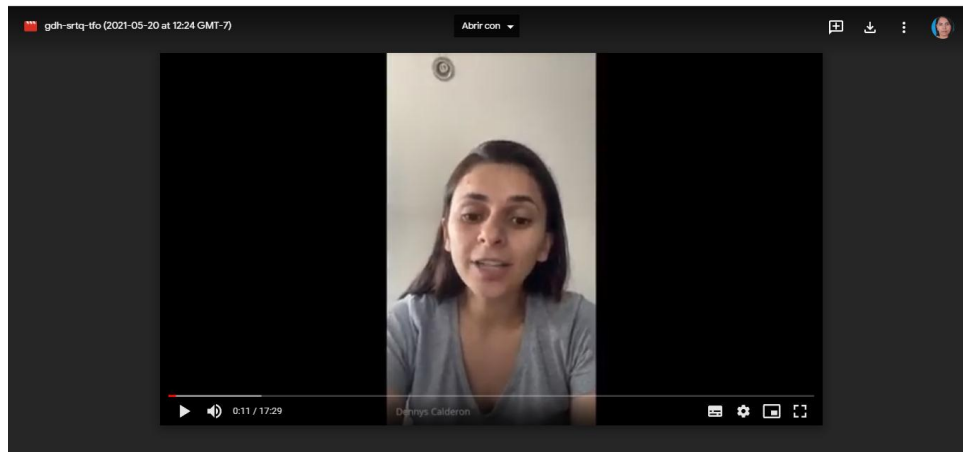 gdh-srtq-tfo (2021-05-20 at 12:24 GMT-7)
Abrir con
0:11 / 17:29
Dennys Calderon